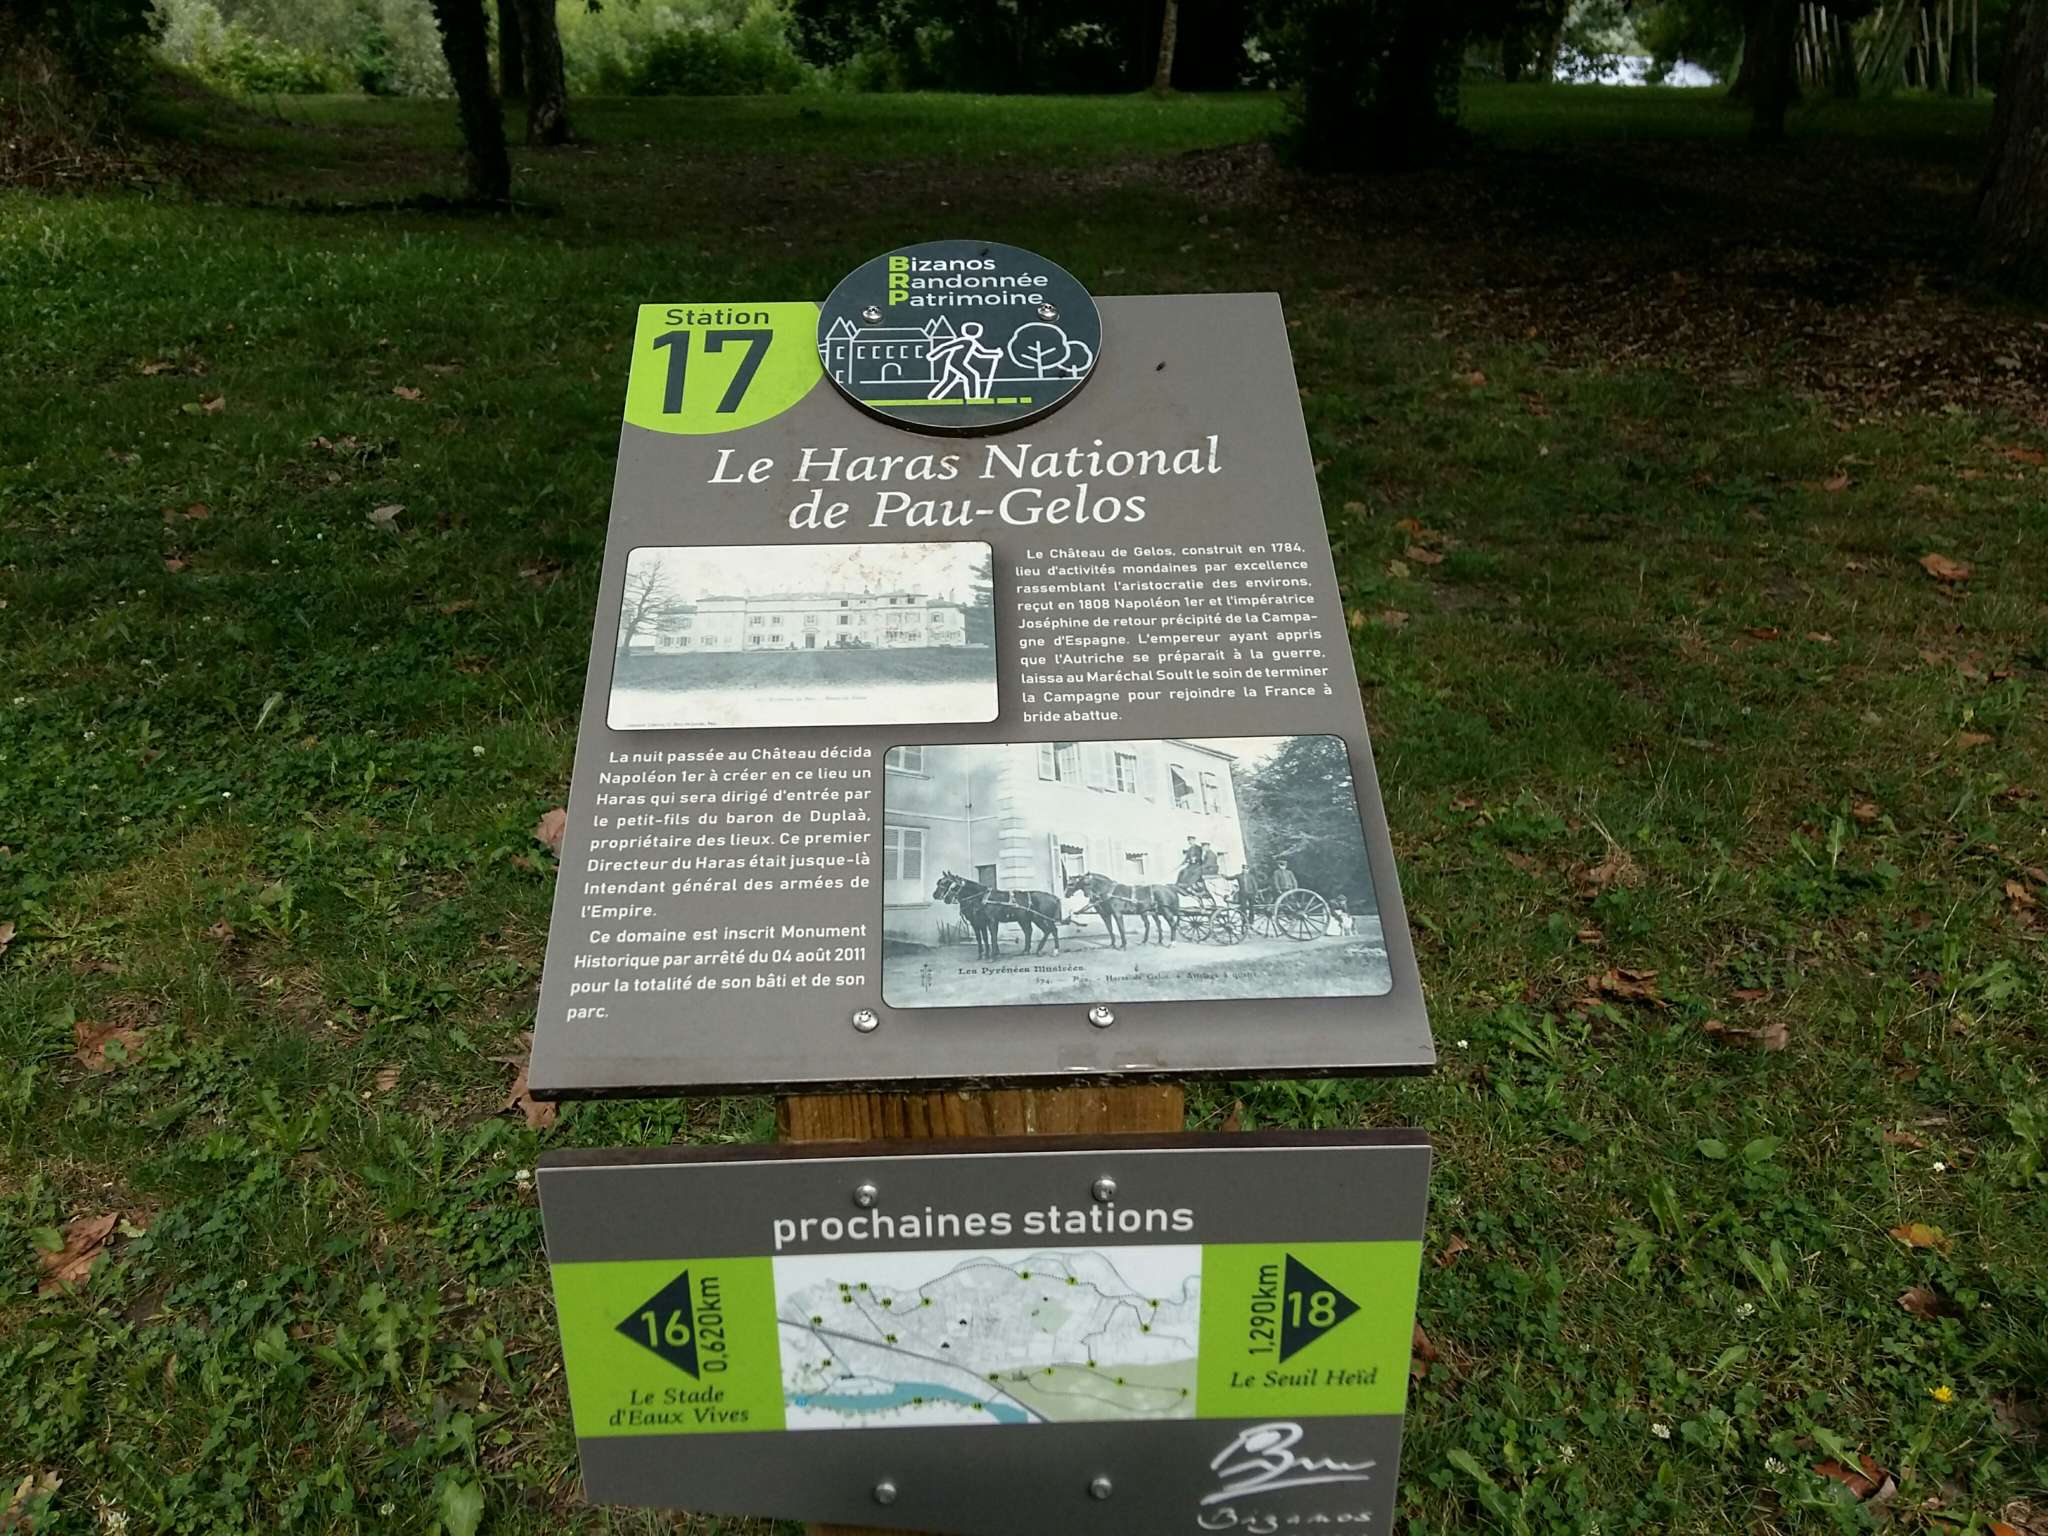 Bizanos
Randonnée
Patrimoine
Station
17
Le Haras National
de Pau-Gelos
Le Château de Gelos, construit en 1784,
lieu d'activités mondaines par excellence
rassemblant l'aristocratie des environs,
reçut en 1808 Napoléon 1er et l'impératrice
Joséphine de retour précipité de la Campa-
gne d'Espagne. L'empereur ayant appris
que l'Autriche se préparait à la guerre,
laissa au Maréchal Soult le soin de terminer
la Campagne pour rejoindre la France à
bride abattue.
La nuit passée au Château décida
Napoléon 1er à créer en ce lieu un
Haras qui sera dirigé d'entrée par
le petit-fils du baron de Duplaà,
propriétaire des lieux. Ce premier
Directeur du Haras était jusque-là
Intendant général des armées de
l'Empire.
Ce domaine est inscrit Monument
Historique par arrêté du 04 août 2011
pour la totalité de son bâti et de son
parc.
Les Pyrénées Illustrées
574. - Pau. - Haras de Gelos
prochaines stations
16
0,620km
Le Stade
d'Eaux Vives
1,290km
18
Le Seuil Heïd
Bizanos